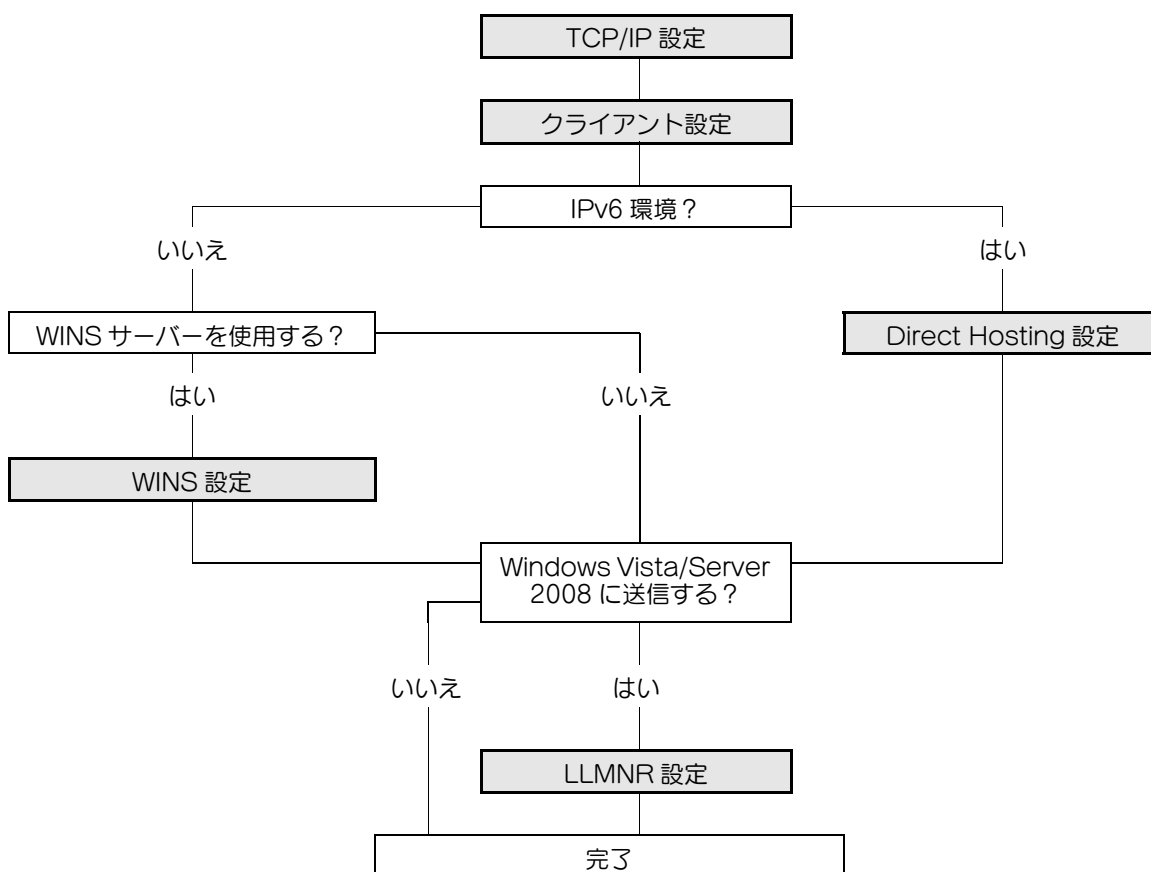 TCP/IP 設定
クライアント設定
IPv6 環境？
いいえ
はい
WINS サーバーを使用する？
Direct Hosting 設定
はい
いいえ
WINS 設定
Windows Vista/Server
2008 に送信する？
いいえ
はい
LLMNR 設定
完了